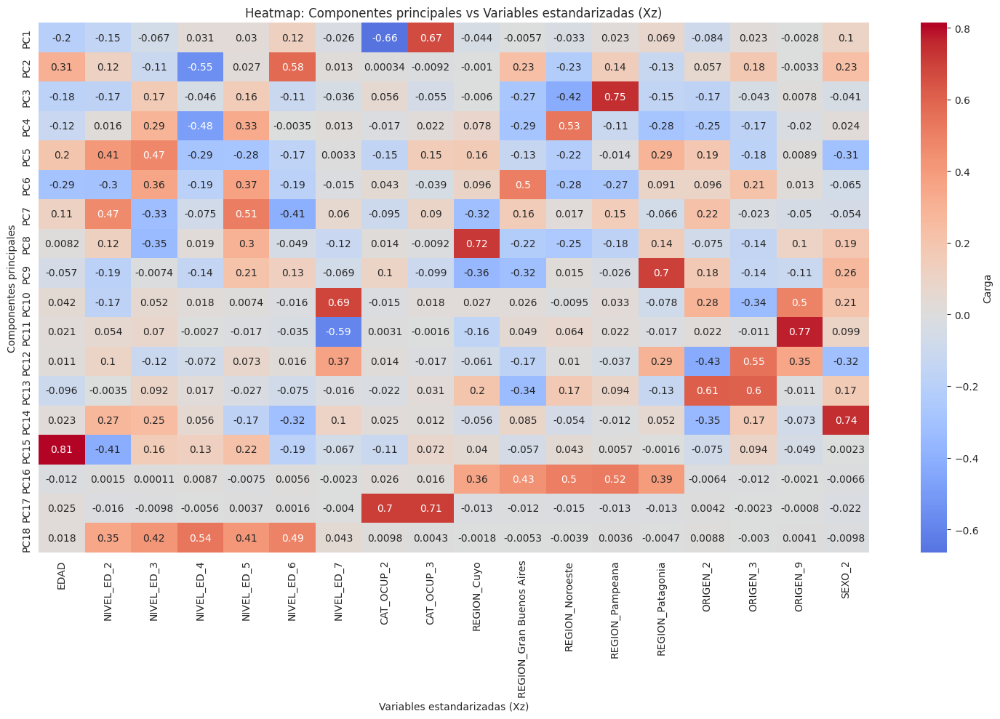 Heatmap: Componentes principales vs Variables estandarizadas (Xz)
PC1 -0.2 -0.15 -0.067 0.031 0.03 0.12 -0.026 -0.66 0.67 -0.044 -0.0057 -0.033 0.023 0.069 -0.084 0.023 -0.0028 0.1
PC2 0.31 0.12 -0.11 -0.55 0.027 0.58 0.013 0.00034 -0.0092 -0.001 0.23 -0.23 0.14 -0.13 0.057 0.18 -0.0033 0.23
PC3 -0.18 -0.17 0.17 -0.046 0.16 -0.11 -0.036 0.056 -0.055 -0.006 -0.27 -0.42 0.75 -0.15 -0.17 -0.043 0.0078 -0.041
PC4 -0.12 0.016 0.29 -0.48 0.33 -0.0035 0.013 -0.017 0.022 0.078 -0.29 0.53 -0.11 -0.28 -0.25 -0.17 -0.02 0.024
PC5 0.2 0.41 0.47 -0.29 -0.28 -0.17 0.0033 -0.15 0.15 0.16 -0.13 -0.22 -0.014 0.29 0.19 -0.18 0.0089 -0.31
PC6 -0.29 -0.3 0.36 -0.19 0.37 -0.19 -0.015 0.043 -0.039 0.096 0.5 -0.28 -0.27 0.091 0.096 0.21 0.013 -0.065
PC7 0.11 0.47 -0.33 -0.075 0.51 -0.41 0.06 -0.095 0.09 -0.32 0.16 0.017 0.15 -0.066 0.22 -0.023 -0.05 -0.054
PC8 0.0082 0.12 -0.35 0.019 0.3 -0.049 -0.12 0.014 -0.0092 0.72 -0.22 -0.25 -0.18 0.14 -0.075 -0.14 0.1 0.19
PC9 -0.057 -0.19 -0.0074 -0.14 0.21 0.13 -0.069 0.1 -0.099 -0.36 -0.32 0.015 -0.026 0.7 0.18 -0.14 -0.11 0.26
PC10 0.042 -0.17 0.052 0.018 0.0074 -0.016 0.69 -0.015 0.018 0.027 0.026 -0.0095 0.033 -0.078 0.28 -0.34 0.5 0.21
PC11 0.021 0.054 0.07 -0.0027 -0.017 -0.035 -0.59 0.0031 -0.0016 -0.16 0.049 0.064 0.022 -0.017 0.022 -0.011 0.77 0.099
PC12 0.011 0.1 -0.12 -0.072 0.073 0.016 0.37 0.014 -0.017 -0.061 -0.17 0.01 -0.037 0.29 -0.43 0.55 0.35 -0.32
PC13 -0.096 -0.0035 0.092 0.017 -0.027 -0.075 -0.016 -0.022 0.031 0.2 -0.34 0.17 0.094 -0.13 0.61 0.6 -0.011 0.17
PC14 0.023 0.27 0.25 0.056 -0.17 -0.32 0.1 0.025 0.012 -0.056 0.085 -0.054 -0.012 0.052 -0.35 0.17 -0.073 0.74
PC15 0.81 -0.41 0.16 0.13 0.22 -0.19 -0.067 -0.11 0.072 0.04 -0.057 0.043 0.0057 -0.0016 -0.075 0.094 -0.049 -0.0023
PC16 -0.012 0.0015 0.00011 0.0087 -0.0075 0.0056 -0.0023 0.026 0.016 0.36 0.43 0.5 0.52 0.39 -0.0064 -0.012 -0.0021 -0.0066
PC17 0.025 -0.016 -0.0098 -0.0056 0.0037 0.0016 -0.004 0.7 0.71 -0.013 -0.012 -0.015 -0.013 -0.013 0.0042 -0.0023 -0.0008 -0.022
PC18 0.018 0.35 0.42 0.54 0.41 0.49 0.043 0.0098 0.0043 -0.0018 -0.0053 -0.0039 0.0036 -0.0047 0.0088 -0.003 0.0041 -0.0098
Componentes principales
EDAD
NIVEL_ED_2
NIVEL_ED_3
NIVEL_ED_4
NIVEL_ED_5
NIVEL_ED_6
NIVEL_ED_7
CAT_OCUP_2
CAT_OCUP_3
REGION_Cuyo
REGION_Gran Buenos Aires
REGION_Noroeste
REGION_Pampeana
REGION_Patagonia
ORIGEN_2
ORIGEN_3
ORIGEN_9
SEXO_2
Variables estandarizadas (Xz)
0.8
0.6
0.4
0.2
0.0
−0.2
−0.4
−0.6
Carga